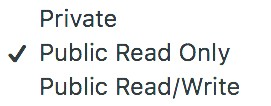 Private
✓ Public Read Only
Public Read/Write